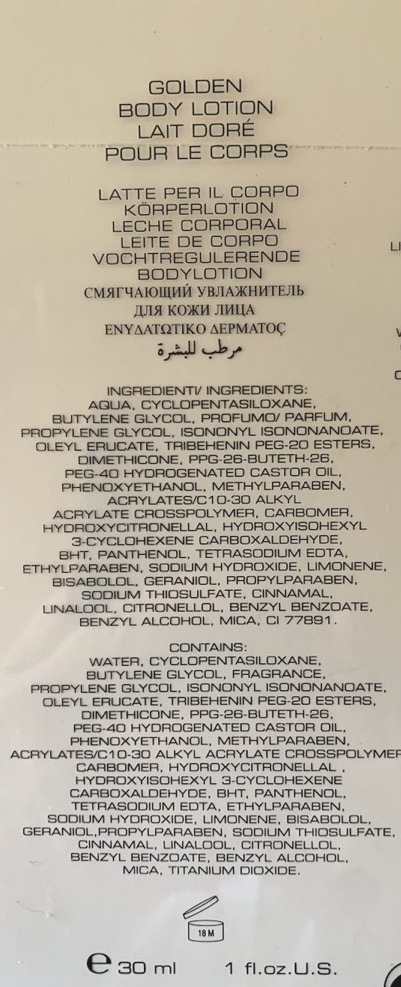 GOLDEN
BODY LOTION
LAIT DORÉ
POUR LE CORPS
LATTE PER IL CORPO
KÖRPERLOTION
LECHE CORPORAL
LEITE DE CORPO
VOCHTREGULERENDE
BODYLOTION
СМЯГЧАЮЩИЙ УВЛАЖНИТЕЛЬ
ДЛЯ КОЖИ ЛИЦА
ΕΝΥΔΑΤΩΤΙΚΟ ΔΕΡΜΑΤΟς
مرطب للبشرة
INGREDIENTI/ INGREDIENTS:
AQUA, CYCLOPENTASILOXANE,
BUTYLENE GLYCOL, PROFUMO/ PARFUM,
PROPYLENE GLYCOL, ISONONYL ISONONANOATE,
OLEYL ERUCATE, TRIBEHENIN PEG-20 ESTERS,
DIMETHICONE, PPG-26-BUTETH-26,
PEG-40 HYDROGENATED CASTOR OIL,
PHENOXYETHANOL, METHYLPARABEN,
ACRYLATES/C10-30 ALKYL
ACRYLATE CROSSPOLYMER, CARBOMER,
HYDROXYCITRONELLAL, HYDROXYISOHEXYL
3-CYCLOHEXENE CARBOXALDEHYDE,
BHT, PANTHENOL, TETRASODIUM EDTA,
ETHYLPARABEN, SODIUM HYDROXIDE, LIMONENE,
BISABOLOL, GERANIOL, PROPYLPARABEN,
SODIUM THIOSULFATE, CINNAMAL,
LINALOOL, CITRONELLOL, BENZYL BENZOATE,
BENZYL ALCOHOL, MICA, CI 77891.
CONTAINS:
WATER, CYCLOPENTASILOXANE,
BUTYLENE GLYCOL, FRAGRANCE,
PROPYLENE GLYCOL, ISONONYL ISONONANOATE,
OLEYL ERUCATE, TRIBEHENIN PEG-20 ESTERS,
DIMETHICONE, PPG-26-BUTETH-26,
PEG-40 HYDROGENATED CASTOR OIL,
PHENOXYETHANOL, METHYLPARABEN,
ACRYLATES/C10-30 ALKYL ACRYLATE CROSSPOLYMER
CARBOMER, HYDROXYCITRONELLAL ,
HYDROXYISOHEXYL 3-CYCLOHEXENE
CARBOXALDEHYDE, BHT, PANTHENOL,
TETRASODIUM EDTA, ETHYLPARABEN,
SODIUM HYDROXIDE, LIMONENE, BISABOLOL,
GERANIOL,PROPYLPARABEN, SODIUM THIOSULFATE,
CINNAMAL, LINALOOL, CITRONELLOL,
BENZYL BENZOATE, BENZYL ALCOHOL,
MICA, TITANIUM DIOXIDE.
18 M
℮ 30 ml 1 fl.oz.U.S.